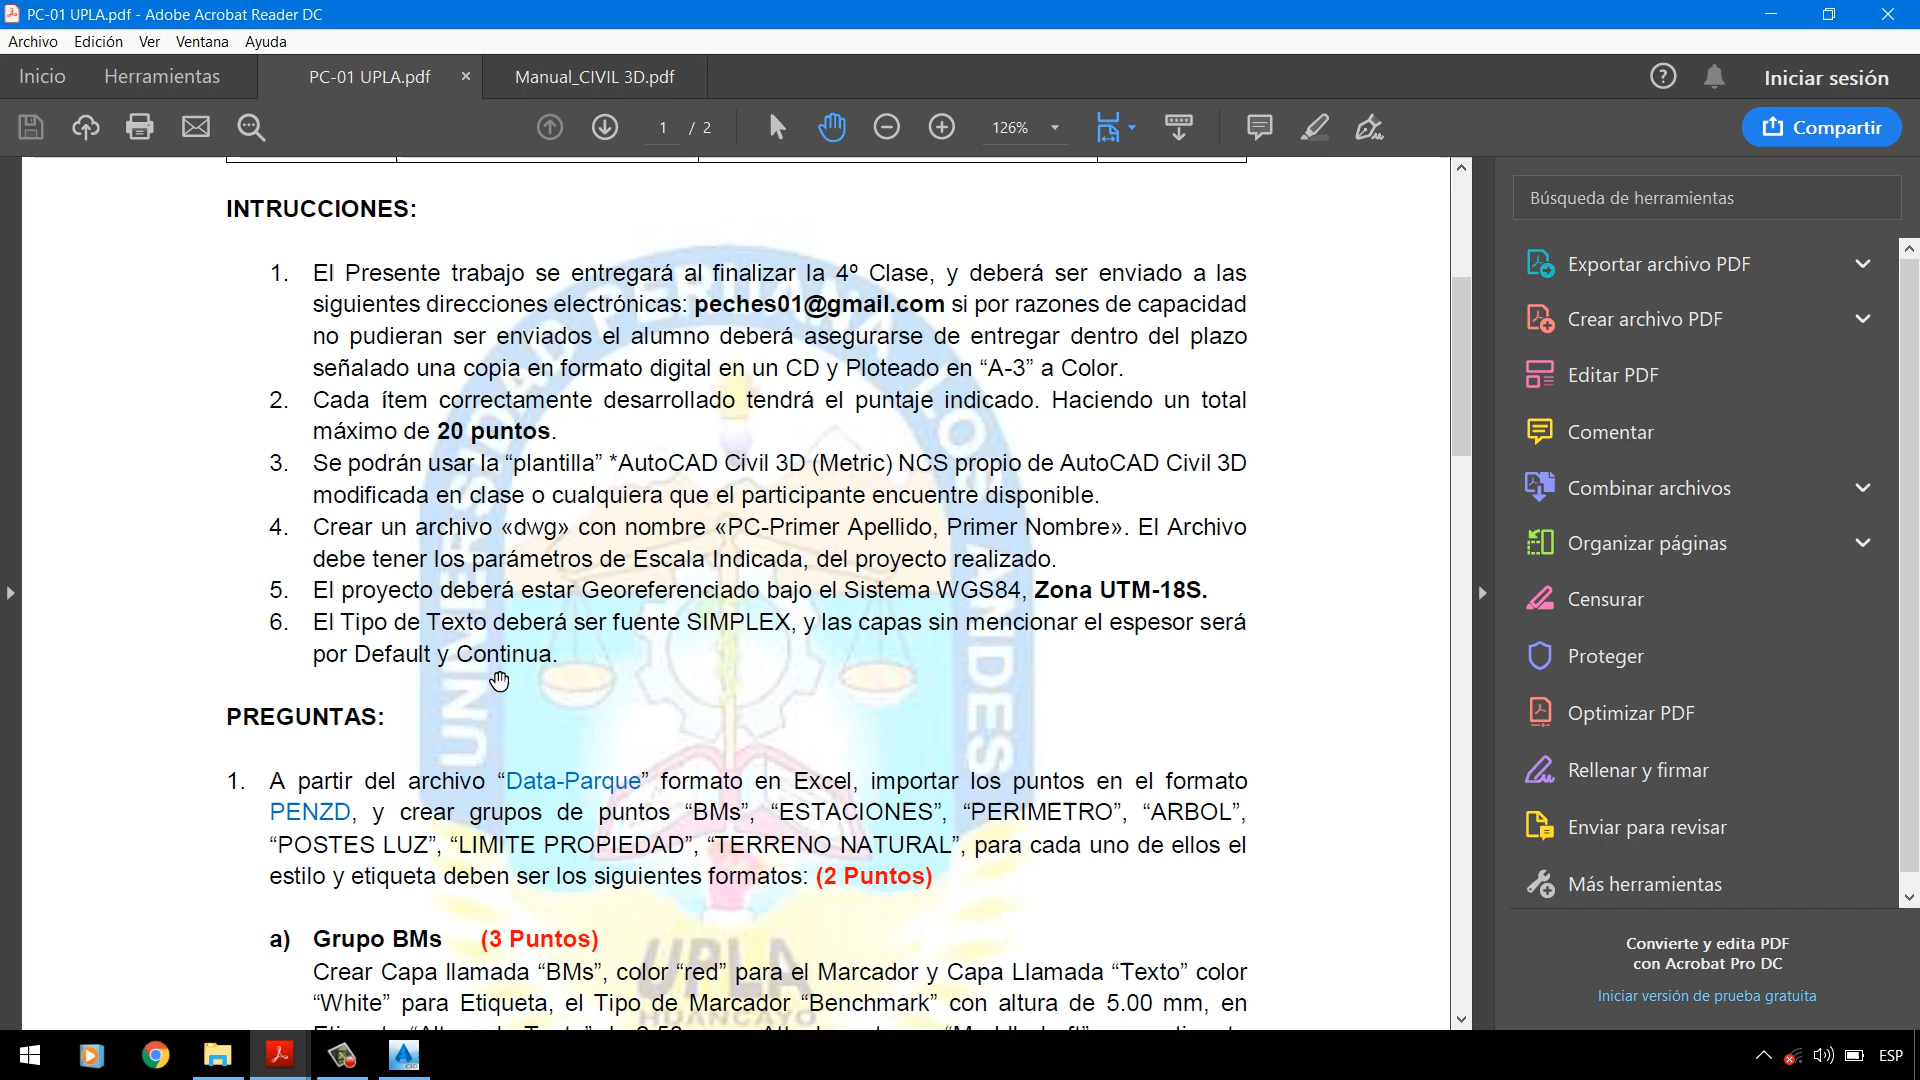 PC-01 UPLA.pdf - Adobe Acrobat Reader DC
Archivo Edición Ver Ventana Ayuda
Inicio Herramientas PC-01 UPLA.pdf × Manual_CIVIL 3D.pdf Iniciar sesión
1 / 2 126% Compartir
INTRUCCIONES:
1. El Presente trabajo se entregará al finalizar la 4º Clase, y deberá ser enviado a las
siguientes direcciones electrónicas: peches01@gmail.com si por razones de capacidad
no pudieran ser enviados el alumno deberá asegurarse de entregar dentro del plazo
señalado una copia en formato digital en un CD y Ploteado en “A-3” a Color.
2. Cada ítem correctamente desarrollado tendrá el puntaje indicado. Haciendo un total
máximo de 20 puntos.
3. Se podrán usar la “plantilla” *AutoCAD Civil 3D (Metric) NCS propio de AutoCAD Civil 3D
modificada en clase o cualquiera que el participante encuentre disponible.
4. Crear un archivo «dwg» con nombre «PC-Primer Apellido, Primer Nombre». El Archivo
debe tener los parámetros de Escala Indicada, del proyecto realizado.
5. El proyecto deberá estar Georeferenciado bajo el Sistema WGS84, Zona UTM-18S.
6. El Tipo de Texto deberá ser fuente SIMPLEX, y las capas sin mencionar el espesor será
por Default y Continua.
PREGUNTAS:
1. A partir del archivo “Data-Parque” formato en Excel, importar los puntos en el formato
PENZD, y crear grupos de puntos “BMs”, “ESTACIONES”, “PERIMETRO”, “ARBOL”,
“POSTES LUZ”, “LIMITE PROPIEDAD”, “TERRENO NATURAL”, para cada uno de ellos el
estilo y etiqueta deben ser los siguientes formatos: (2 Puntos)
a) Grupo BMs (3 Puntos)
Crear Capa llamada “BMs”, color “red” para el Marcador y Capa Llamada “Texto” color
“White” para Etiqueta, el Tipo de Marcador “Benchmark” con altura de 5.00 mm, en
UNIVERSIDAD PERUANA LOS ANDES
UPLA
HUANCAYO
Búsqueda de herramientas
Exportar archivo PDF
Crear archivo PDF
Editar PDF
Comentar
Combinar archivos
Organizar páginas
Censurar
Proteger
Optimizar PDF
Rellenar y firmar
Enviar para revisar
Más herramientas
Convierte y edita PDF
con Acrobat Pro DC
Iniciar versión de prueba gratuita
ESP